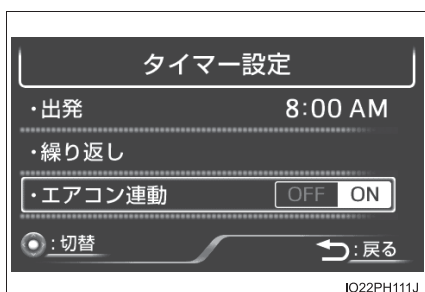 タイマー設定
・出発 8:00 AM
・繰り返し
・エアコン連動 OFF ON
:切替 :戻る
IO22PH111J